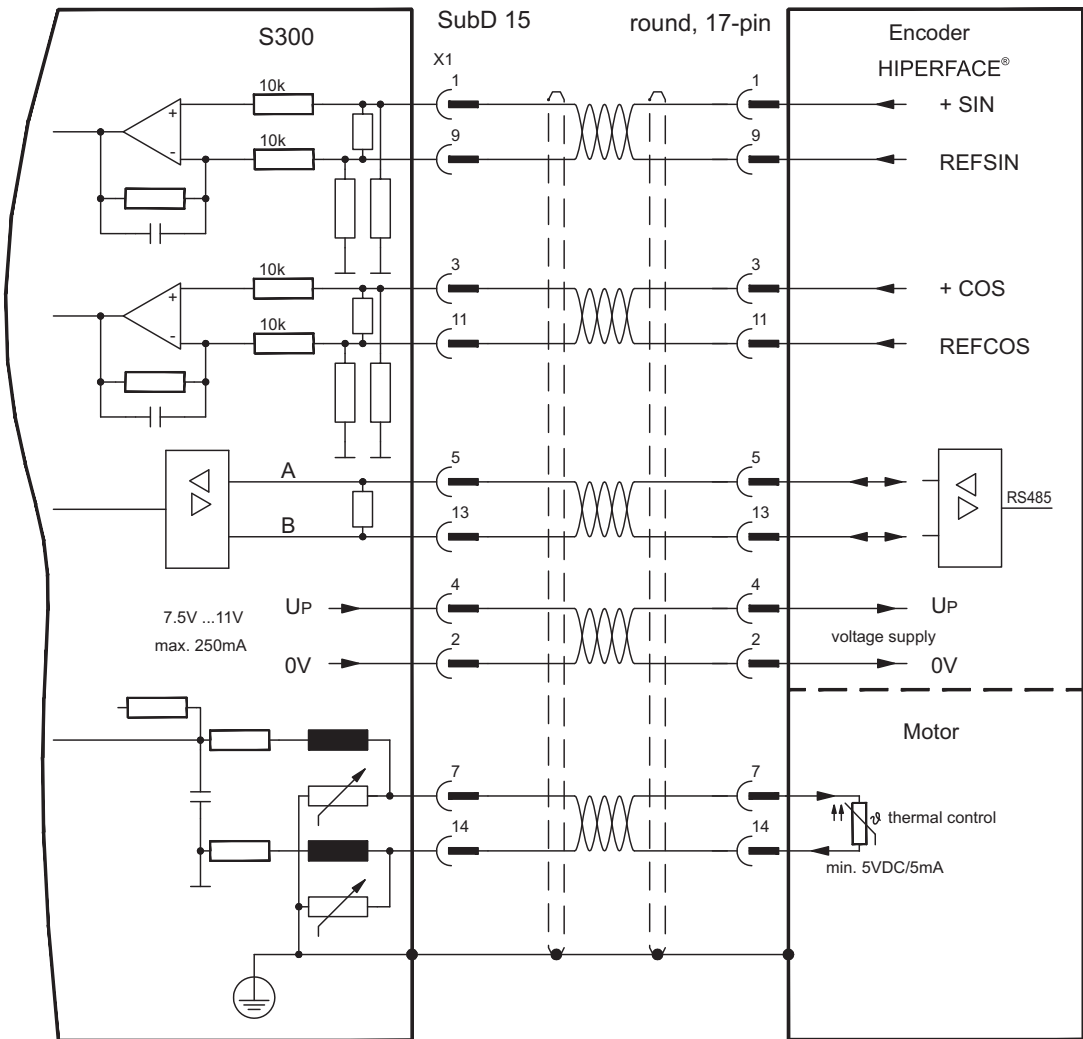 SubD 15
round, 17-pin
S300
Encoder
HIPERFACE®
X1
10k
1
1
+ SIN
+
-
10k
9
9
REFSIN
10k
3
3
+ COS
+
-
10k
11
11
REFCOS
A
5
5
RS485
B
13
13
7.5V ...11V
max. 250mA
UP
4
4
UP
voltage supply
0V
2
2
0V
Motor
7
7
ϑ thermal control
14
14
min. 5VDC/5mA